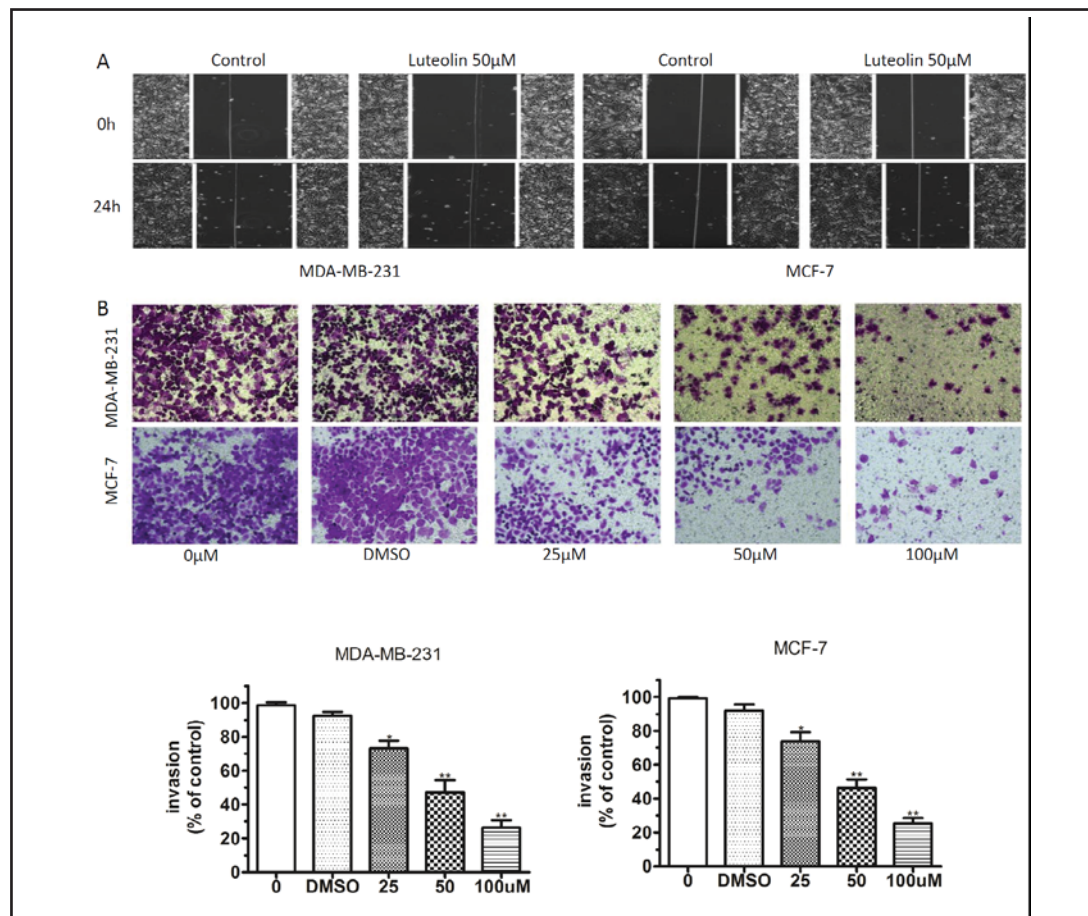 A
Control Luteolin 50μM Control Luteolin 50μM
0h
24h
MDA-MB-231 MCF-7
B
MDA-MB-231
MCF-7
0μM DMSO 25μM 50μM 100μM
MDA-MB-231
invasion
(% of control)
100
80
60
40
20
0
*
**
**
0 DMSO 25 50 100uM
MCF-7
invasion
(% of control)
100
80
60
40
20
0
*
**
**
0 DMSO 25 50 100uM